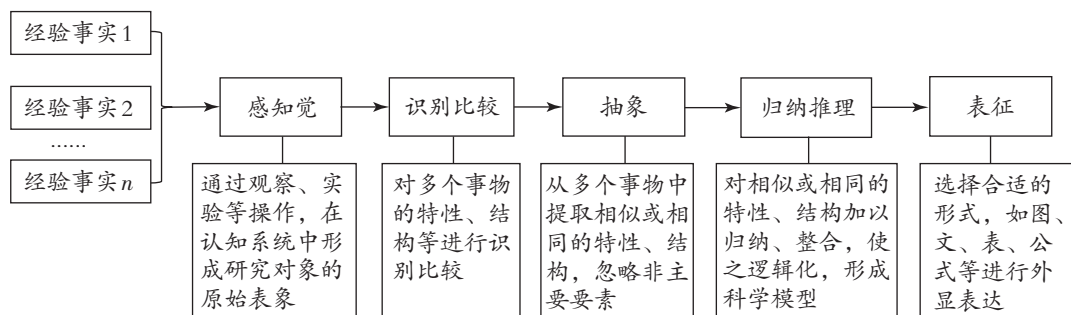 经验事实1
经验事实2
......
经验事实n
感知觉
识别比较
抽象
归纳推理
表征
通过观察、实
验等操作，在
认知系统中形
成研究对象的
原始表象
对多个事物
的特性、结
构等进行识
别比较
从多个事物中
提取相似或相
同的特性、结
构，忽略非主
要要素
对相似或相同的
特性、结构加以
归纳、整合，使
之逻辑化，形成
科学模型
选择合适的
形式，如图、
文、表、公
式等进行外
显表达